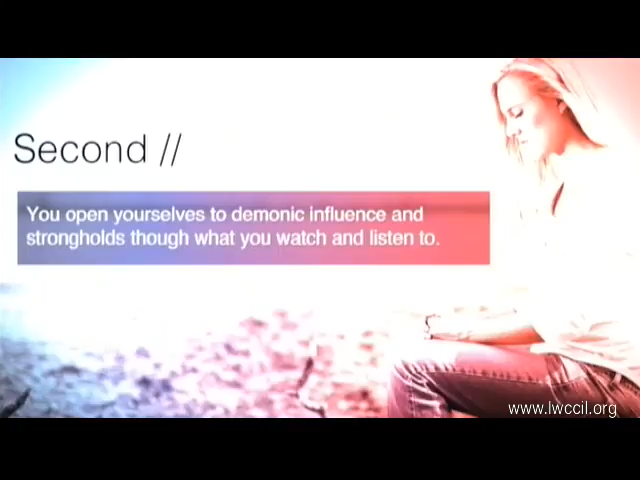 Second //
You open yourselves to demonic influence and
strongholds though what you watch and listen to.
www.lwccil.org